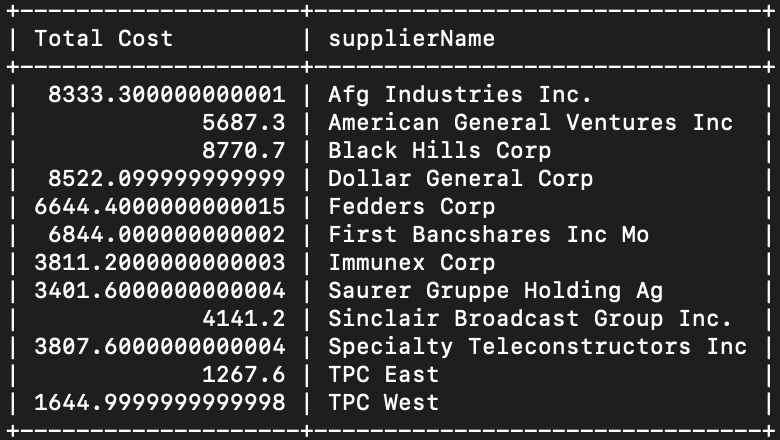 +--------------------+--------------------------------+
| Total Cost         | supplierName                   |
+--------------------+--------------------------------+
|  8333.300000000001 | Afg Industries Inc.            |
|             5687.3 | American General Ventures Inc  |
|             8770.7 | Black Hills Corp               |
|  8522.099999999999 | Dollar General Corp            |
| 6644.4000000000015 | Fedders Corp                   |
|  6844.000000000002 | First Bancshares Inc Mo        |
| 3811.2000000000003 | Immunex Corp                   |
| 3401.6000000000004 | Saurer Gruppe Holding Ag       |
|             4141.2 | Sinclair Broadcast Group Inc.  |
| 3807.6000000000004 | Specialty Teleconstructors Inc |
|             1267.6 | TPC East                       |
| 1644.9999999999998 | TPC West                       |
+--------------------+--------------------------------+